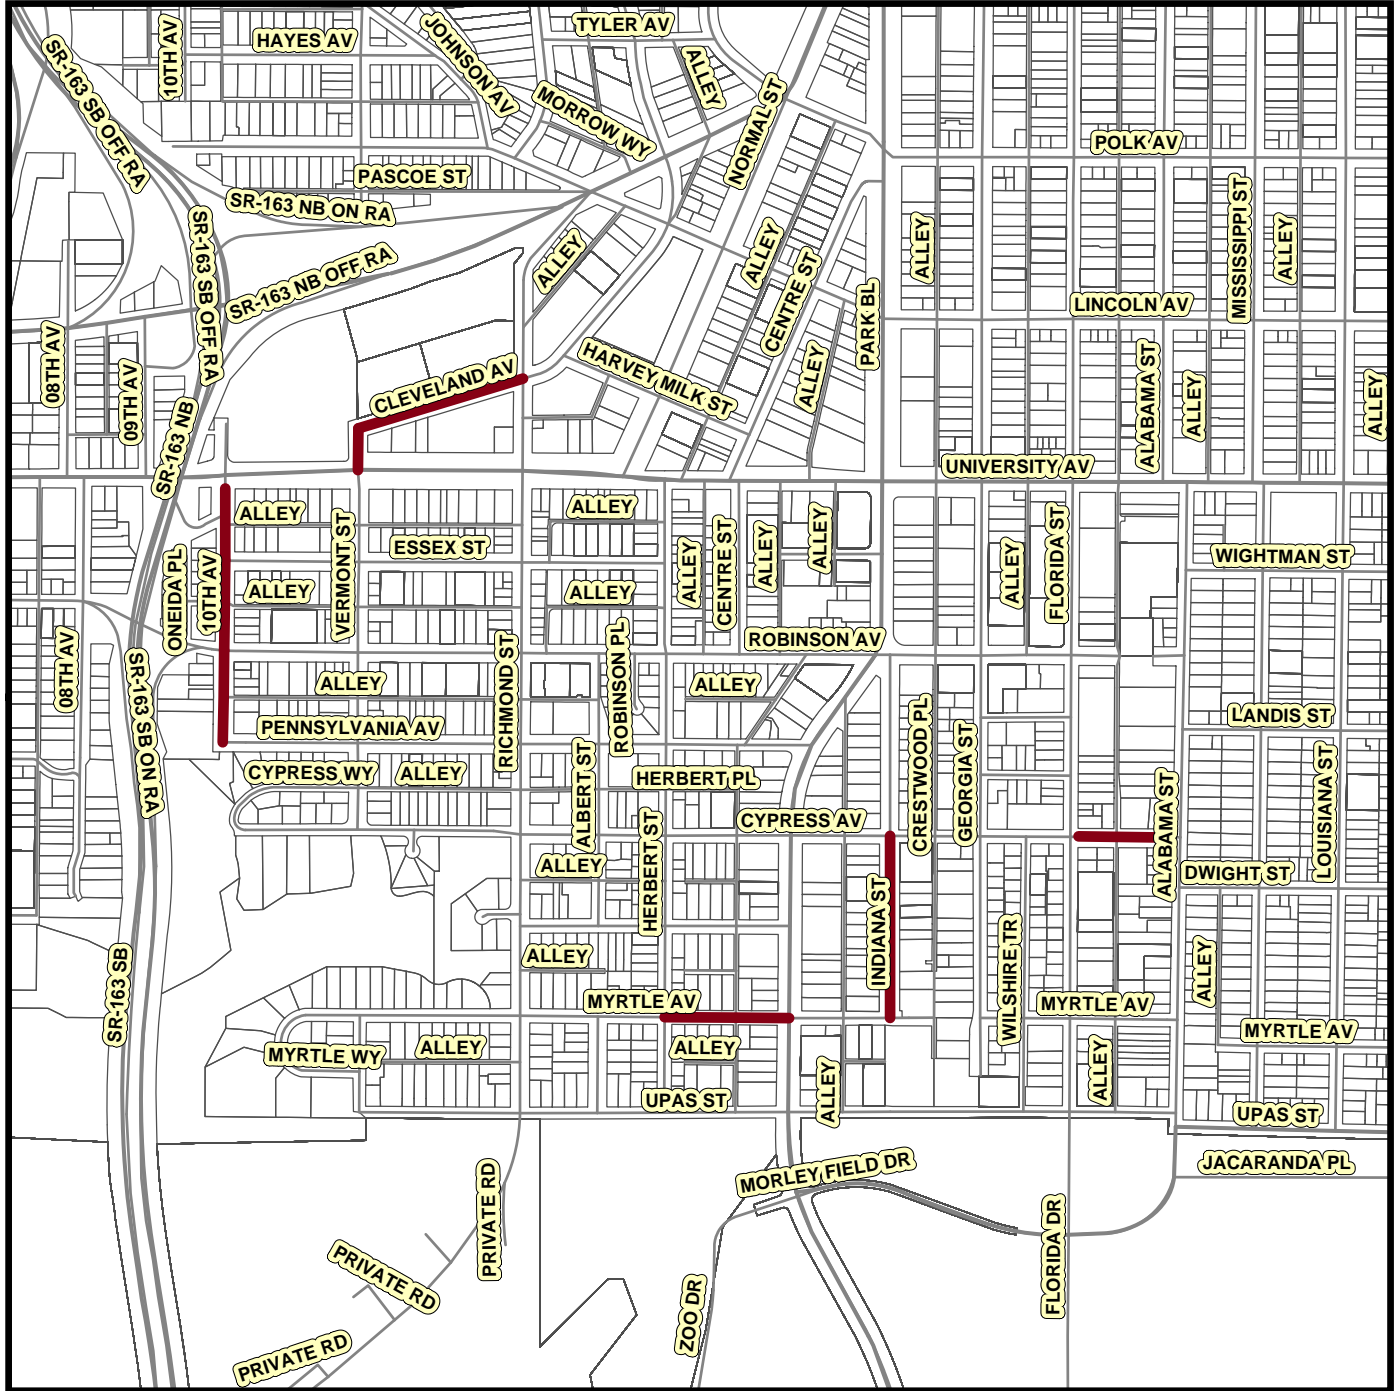 TYLER AV
HAYES AV
10TH AV
JOHNSON AV
ALLEY
SR-163 SB OFF RA
MORROW WY
NORMAL ST
POLK AV
PASCOE ST
SR-163 NB ON RA
MISSISSIPPI ST
SR-163 SB OFF RA
ALLEY
ALLEY
ALLEY
ALLEY
SR-163 NB OFF RA
CENTRE ST
LINCOLN AV
PARK BL
08TH AV
09TH AV
CLEVELAND AV
HARVEY MILK ST
ALLEY
ALABAMA ST
ALLEY
ALLEY
SR-163 NB
UNIVERSITY AV
ALLEY
ALLEY
VERMONT ST
ESSEX ST
ALLEY
CENTRE ST
ALLEY
ALLEY
ALLEY
FLORIDA ST
WIGHTMAN ST
ONEIDA PL
10TH AV
ALLEY
ALLEY
ROBINSON AV
08TH AV
SR-163 SB ON RA
ALLEY
RICHMOND ST
ROBINSON PL
ALLEY
PENNSYLVANIA AV
CRESTWOOD PL
GEORGIA ST
LANDIS ST
CYPRESS WY
ALLEY
ALBERT ST
HERBERT PL
LOUISIANA ST
CYPRESS AV
ALABAMA ST
ALLEY
HERBERT ST
DWIGHT ST
INDIANA ST
WILSHIRE TR
ALLEY
ALLEY
SR-163 SB
MYRTLE AV
MYRTLE AV
MYRTLE AV
MYRTLE WY
ALLEY
ALLEY
ALLEY
ALLEY
UPAS ST
UPAS ST
MORLEY FIELD DR
JACARANDA PL
PRIVATE RD
FLORIDA DR
PRIVATE RD
ZOO DR
PRIVATE RD